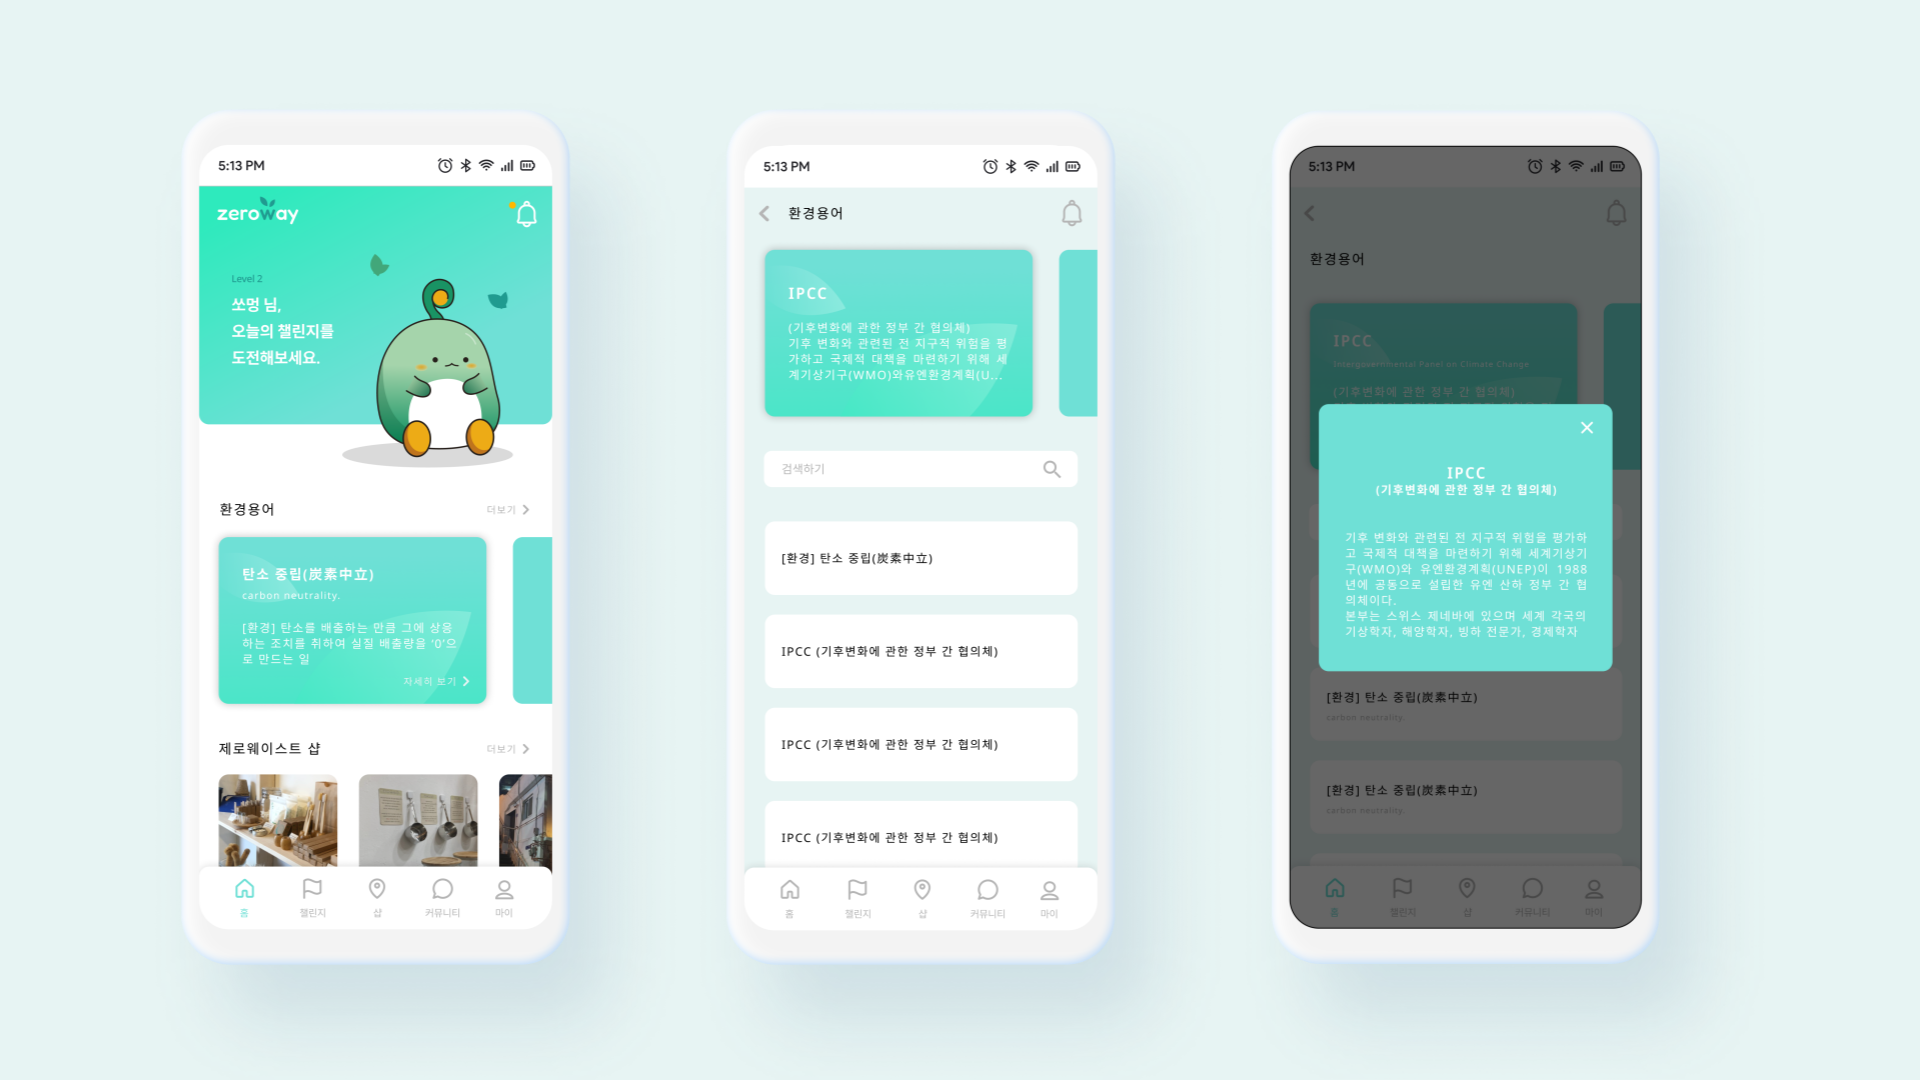 5:13 PM
zeroway
Level 2
쏘멍 님,
오늘의 챌린지를
도전해보세요.
환경용어
더보기
탄소 중립(炭素中立)
carbon neutrality.
[환경] 탄소를 배출하는 만큼 그에 상응
하는 조치를 취하여 실질 배출량을 ‘0’으
로 만드는 일
자세히 보기
제로웨이스트 샵
더보기
홈
챌린지
샵
커뮤니티
마이
5:13 PM
환경용어
IPCC
(기후변화에 관한 정부 간 협의체)
기후 변화와 관련된 전 지구적 위험을 평
가하고 국제적 대책을 마련하기 위해 세
계기상기구(WMO)와유엔환경계획(U...
검색하기
[환경] 탄소 중립(炭素中立)
IPCC (기후변화에 관한 정부 간 협의체)
IPCC (기후변화에 관한 정부 간 협의체)
IPCC (기후변화에 관한 정부 간 협의체)
홈
챌린지
샵
커뮤니티
마이
5:13 PM
환경용어
IPCC
Intergovernmental Panel on Climate Change
(기후변화에 관한 정부 간 협의체)
IPCC
(기후변화에 관한 정부 간 협의체)
기후 변화와 관련된 전 지구적 위험을 평가하
고 국제적 대책을 마련하기 위해 세계기상기
구(WMO)와 유엔환경계획(UNEP)이 1988
년에 공동으로 설립한 유엔 산하 정부 간 협
의체이다.
본부는 스위스 제네바에 있으며 세계 각국의
기상학자, 해양학자, 빙하 전문가, 경제학자
[환경] 탄소 중립(炭素中立)
carbon neutrality.
[환경] 탄소 중립(炭素中立)
carbon neutrality.
홈
챌린지
샵
커뮤니티
마이